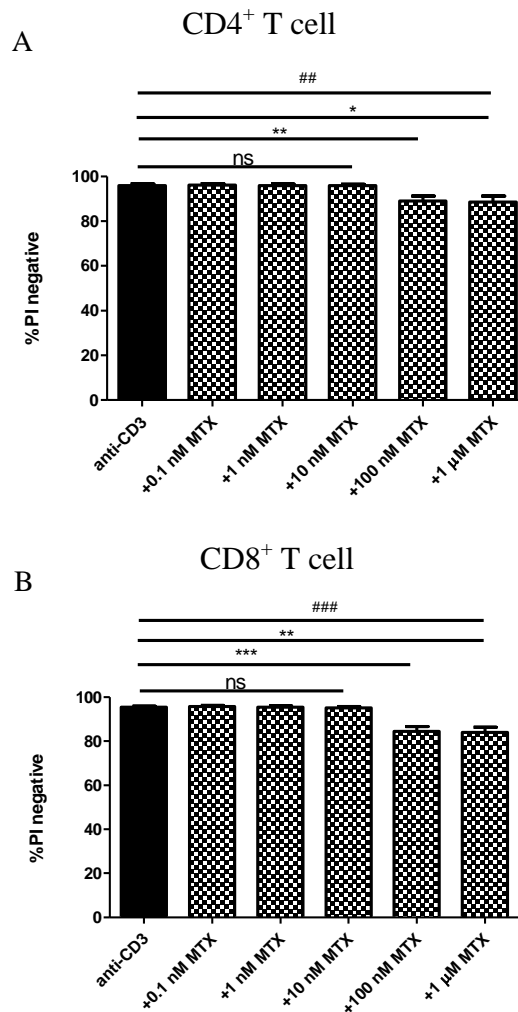 CD4⁺ T cell
A
##
*
**
ns
100
80
60
40
20
0
%PI negative
anti-CD3
+0.1 nM MTX
+1 nM MTX
+10 nM MTX
+100 nM MTX
+1 µM MTX
CD8⁺ T cell
B
###
**
***
ns
100
80
60
40
20
0
%PI negative
anti-CD3
+0.1 nM MTX
+1 nM MTX
+10 nM MTX
+100 nM MTX
+1 µM MTX